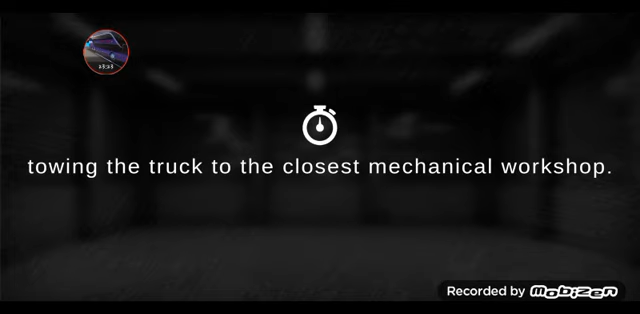 towing the truck to the closest mechanical workshop.
Recorded by Mobizen